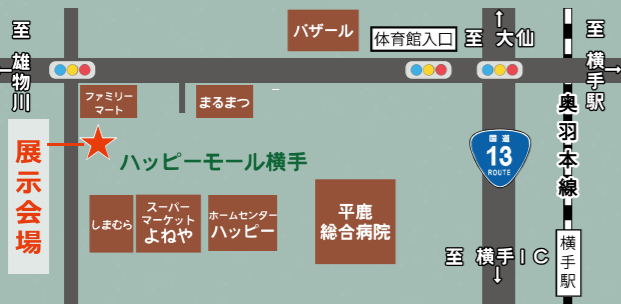 至 雄物川
←
バザール
体育館入口
↑
至 大仙
至 横手駅
→
ファミリー
マート
まるまつ
展示会場
ハッピーモール横手
国道
13
ROUTE
奥羽本線
しまむら
スーパー
マーケット
よねや
ホームセンター
ハッピー
平鹿
総合病院
至 横手IC
↓
横手駅